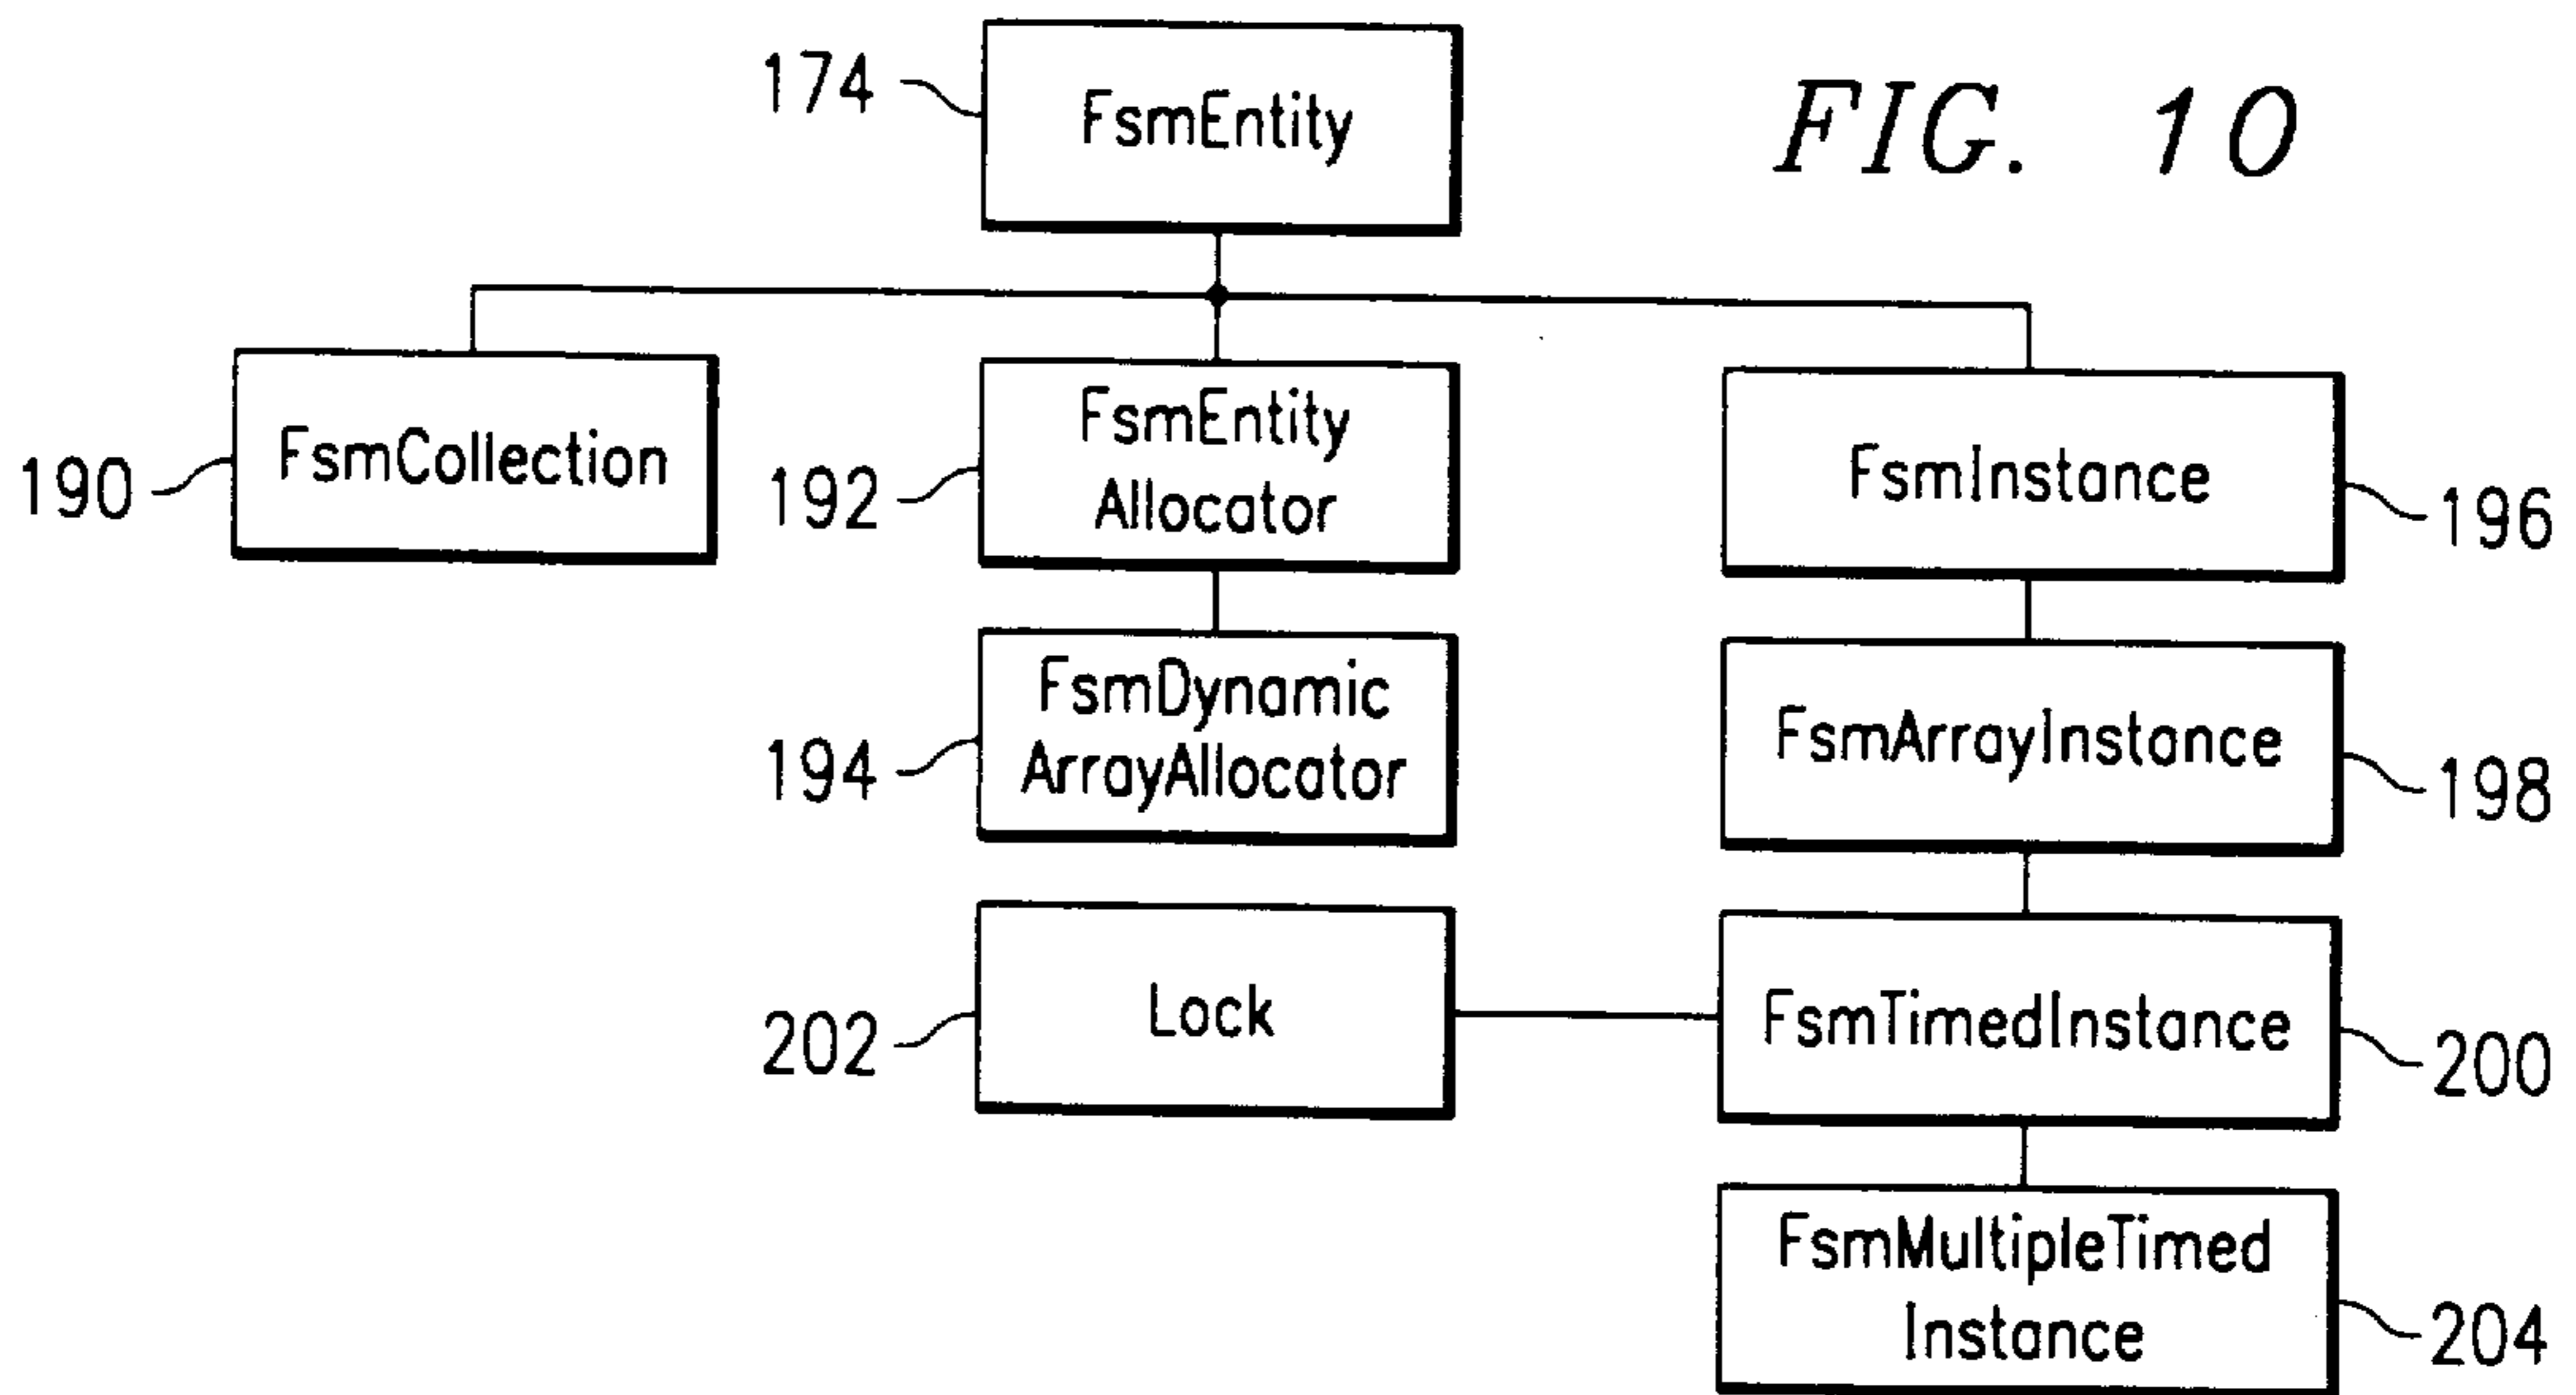 174
FsmEntity
FIG. 10
190
FsmCollection
192
FsmEntity
Allocator
FsmInstance
196
194
FsmDynamic
ArrayAllocator
FsmArrayInstance
198
202
Lock
FsmTimedInstance
200
FsmMultipleTimed
Instance
204